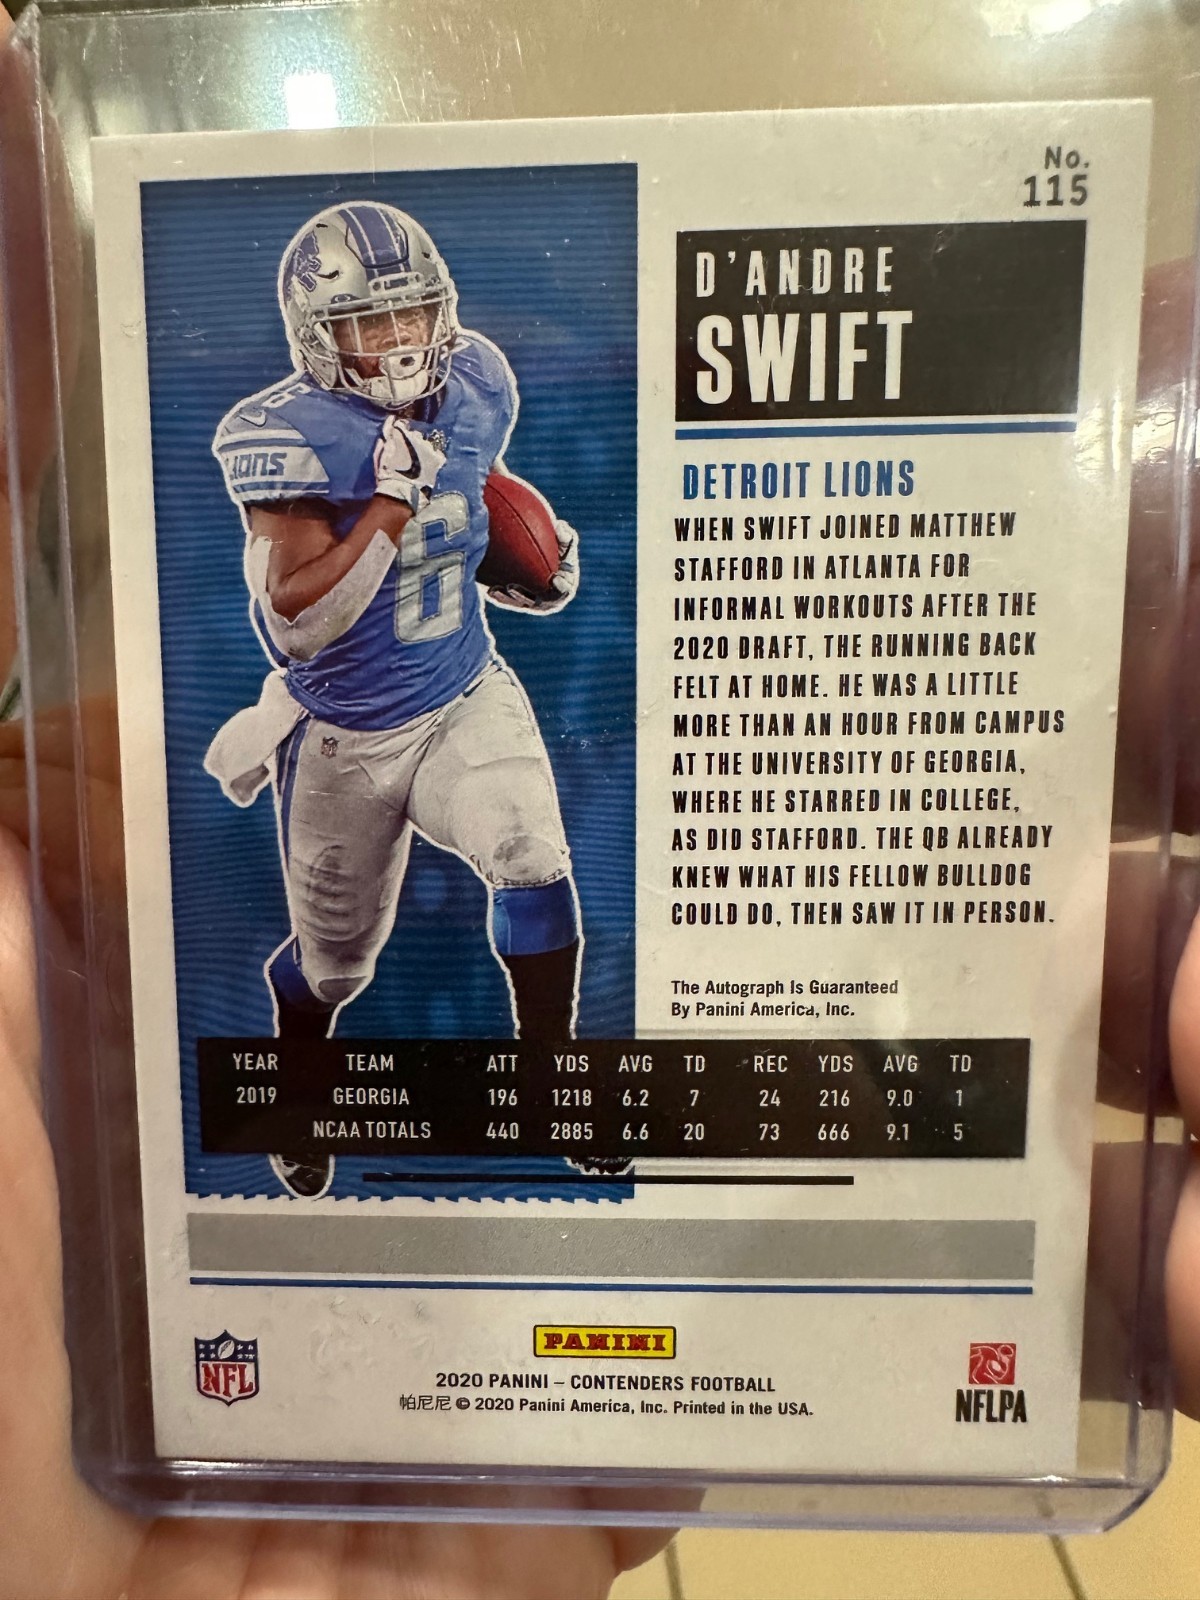 No.
115
D'ANDRE
SWIFT
DETROIT LIONS
WHEN SWIFT JOINED MATTHEW
STAFFORD IN ATLANTA FOR
INFORMAL WORKOUTS AFTER THE
2020 DRAFT, THE RUNNING BACK
FELT AT HOME. HE WAS A LITTLE
MORE THAN AN HOUR FROM CAMPUS
AT THE UNIVERSITY OF GEORGIA,
WHERE HE STARRED IN COLLEGE,
AS DID STAFFORD. THE QB ALREADY
KNEW WHAT HIS FELLOW BULLDOG
COULD DO, THEN SAW IT IN PERSON.
The Autograph Is Guaranteed
By Panini America, Inc.
LIONS
6
6
YEAR TEAM ATT YDS AVG TD REC YDS AVG TD
2019 GEORGIA 196 1218 6.2 7 24 216 9.0 1
NCAA TOTALS 440 2885 6.6 20 73 666 9.1 5
NFL
PANINI
2020 PANINI – CONTENDERS FOOTBALL
帕尼尼 © 2020 Panini America, Inc. Printed in the USA.
NFLPA